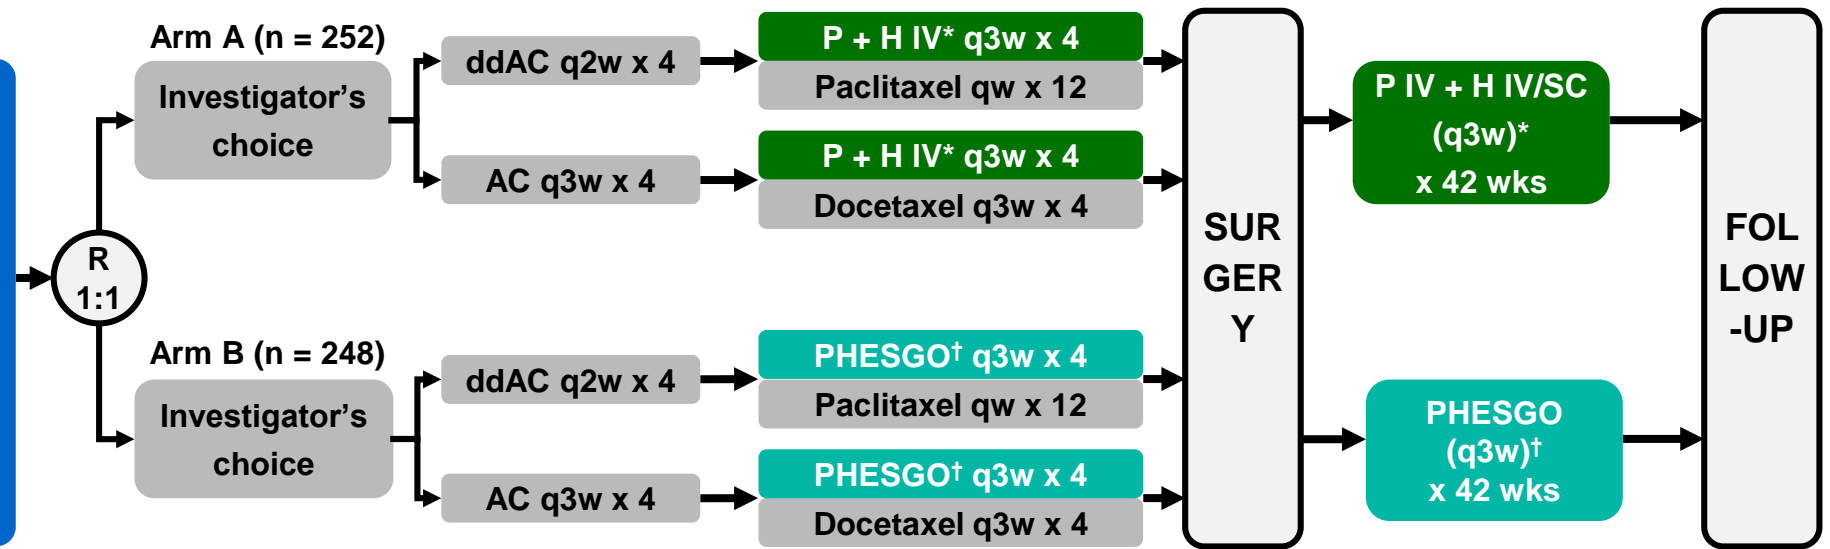 R
1:1
Arm A (n = 252)
Investigator’s
choice
ddAC q2w x 4
P + H IV* q3w x 4
Paclitaxel qw x 12
AC q3w x 4
P + H IV* q3w x 4
Docetaxel q3w x 4
Arm B (n = 248)
Investigator’s
choice
ddAC q2w x 4
PHESGO† q3w x 4
Paclitaxel qw x 12
AC q3w x 4
PHESGO† q3w x 4
Docetaxel q3w x 4
SUR
GER
Y
P IV + H IV/SC
(q3w)*
x 42 wks
PHESGO
(q3w)†
x 42 wks
FOL
LOW
-UP